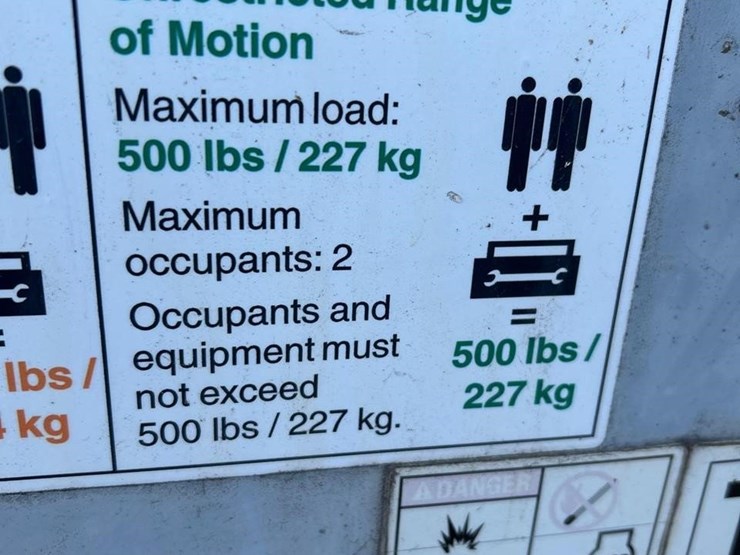 Range
of Motion
Maximum load:
500 lbs / 227 kg
Maximum
occupants: 2
Occupants and
equipment must
not exceed
500 lbs / 227 kg.
+
=
500 lbs /
227 kg
lbs /
kg
DANGER